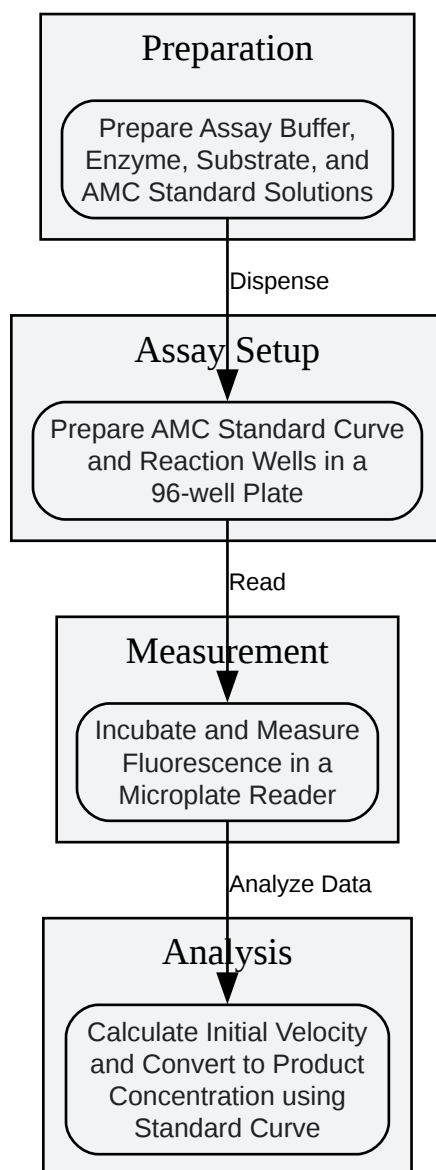 Preparation
Prepare Assay Buffer,
Enzyme, Substrate, and
AMC Standard Solutions
Dispense
Assay Setup
Prepare AMC Standard Curve
and Reaction Wells in a
96-well Plate
Read
Measurement
Incubate and Measure
Fluorescence in a
Microplate Reader
Analyze Data
Analysis
Calculate Initial Velocity
and Convert to Product
Concentration using
Standard Curve